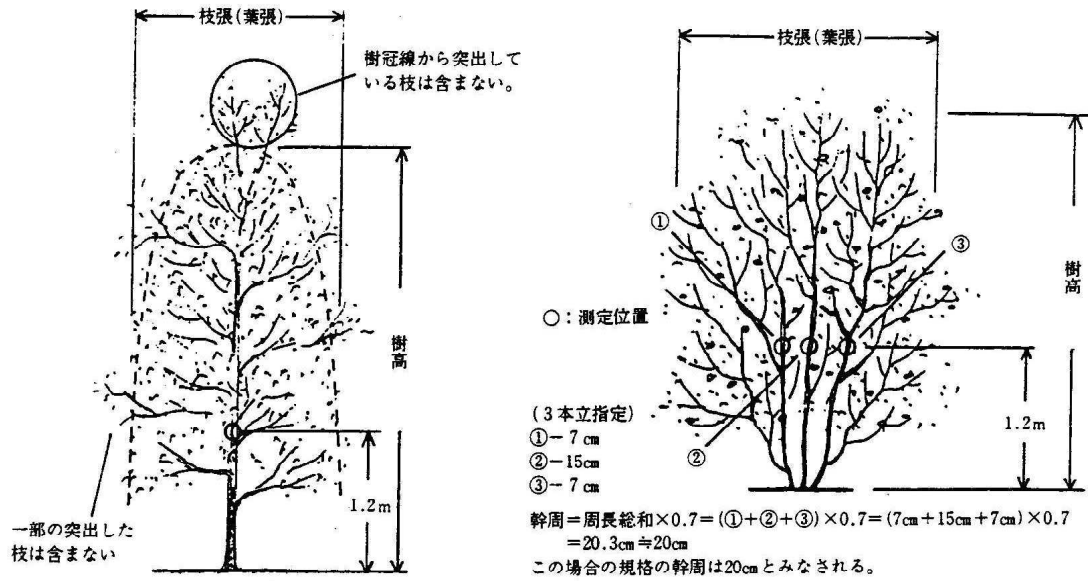 枝張(葉張)
樹冠線から突出して
いる枝は含まない。
樹高
1.2m
一部の突出した
枝は含まない
枝張(葉張)
①
③
樹高
○：測定位置
1.2m
(3本立指定)
①－7cm
②－15cm
③－7cm
②
幹周＝周長総和×0.7＝(①＋②＋③)×0.7＝(7cm＋15cm＋7cm)×0.7
＝20.3cm≒20cm
この場合の規格の幹周は20cmとみなされる。